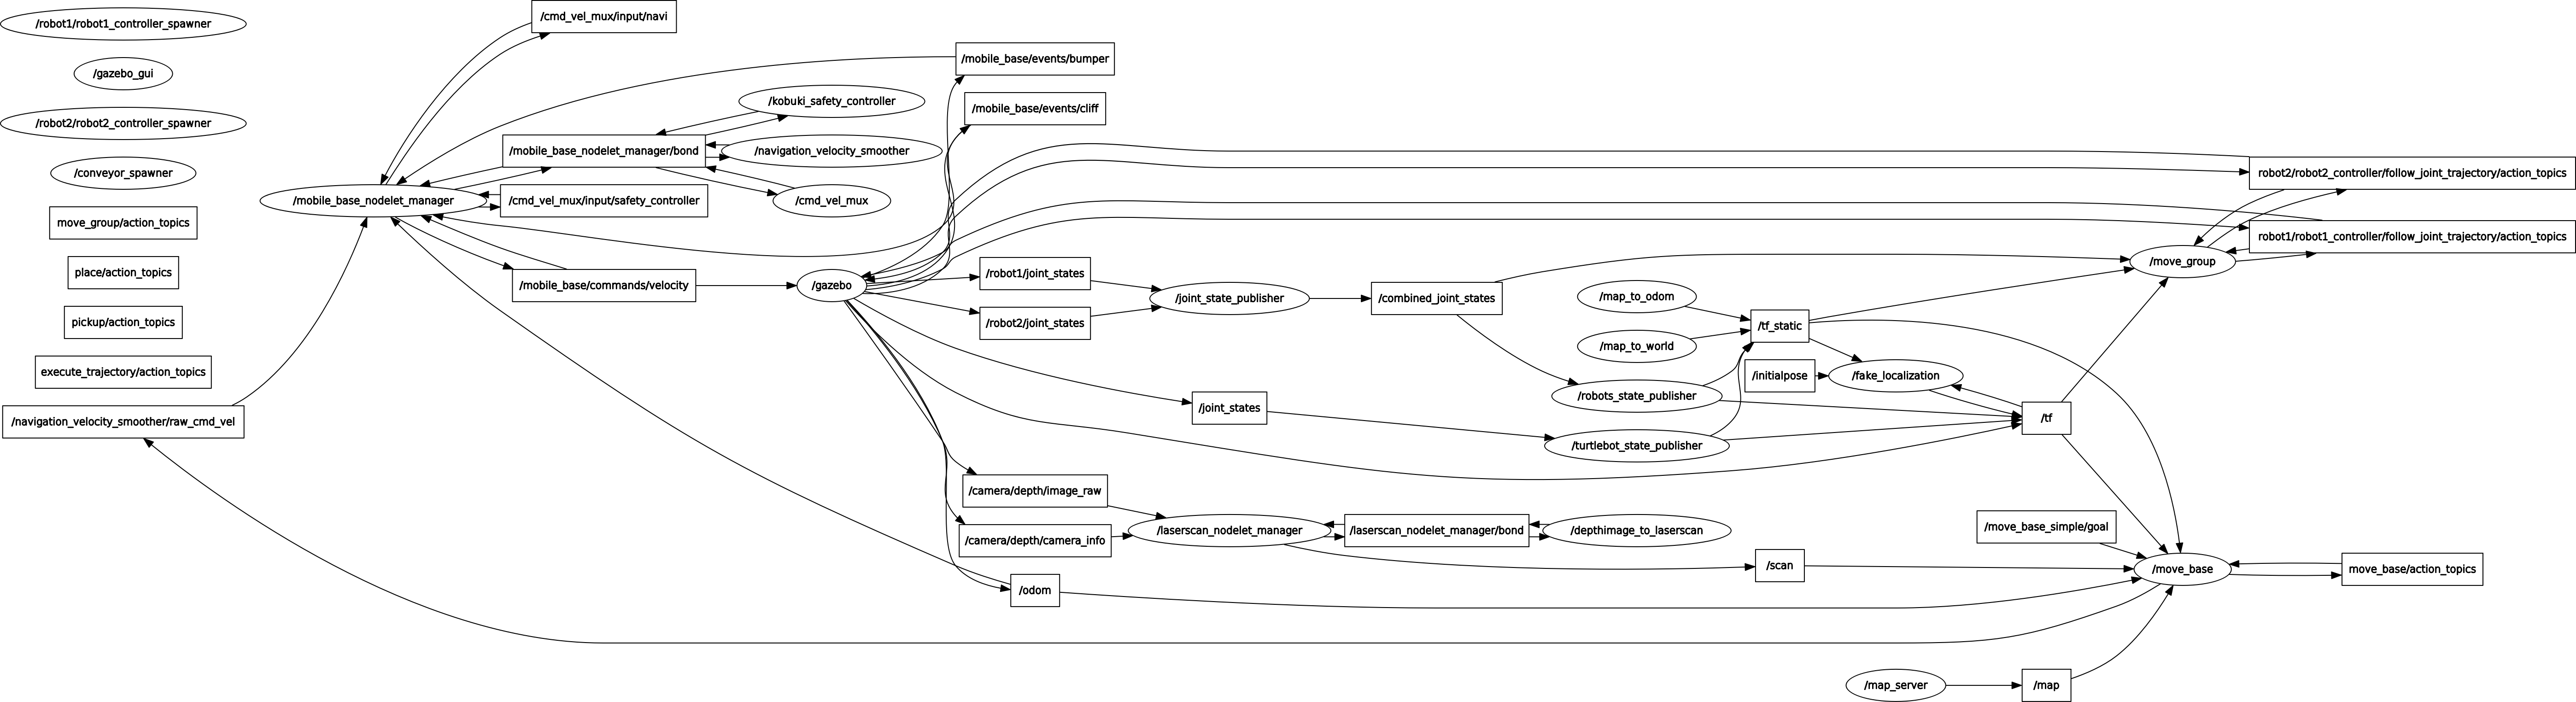 /robot1/robot1_controller_spawner
/gazebo_gui
/robot2/robot2_controller_spawner
/conveyor_spawner
move_group/action_topics
place/action_topics
pickup/action_topics
execute_trajectory/action_topics
/navigation_velocity_smoother/raw_cmd_vel
/mobile_base_nodelet_manager
/cmd_vel_mux/input/navi
/mobile_base_nodelet_manager/bond
/cmd_vel_mux/input/safety_controller
/mobile_base/commands/velocity
/kobuki_safety_controller
/navigation_velocity_smoother
/cmd_vel_mux
/gazebo
/mobile_base/events/bumper
/mobile_base/events/cliff
/robot1/joint_states
/robot2/joint_states
/camera/depth/image_raw
/camera/depth/camera_info
/odom
/joint_state_publisher
/joint_states
/laserscan_nodelet_manager
/combined_joint_states
/laserscan_nodelet_manager/bond
/map_to_odom
/map_to_world
/robots_state_publisher
/turtlebot_state_publisher
/depthimage_to_laserscan
/tf_static
/initialpose
/scan
/fake_localization
/map_server
/tf
/move_base_simple/goal
/map
/move_group
/move_base
robot2/robot2_controller/follow_joint_trajectory/action_topics
robot1/robot1_controller/follow_joint_trajectory/action_topics
move_base/action_topics